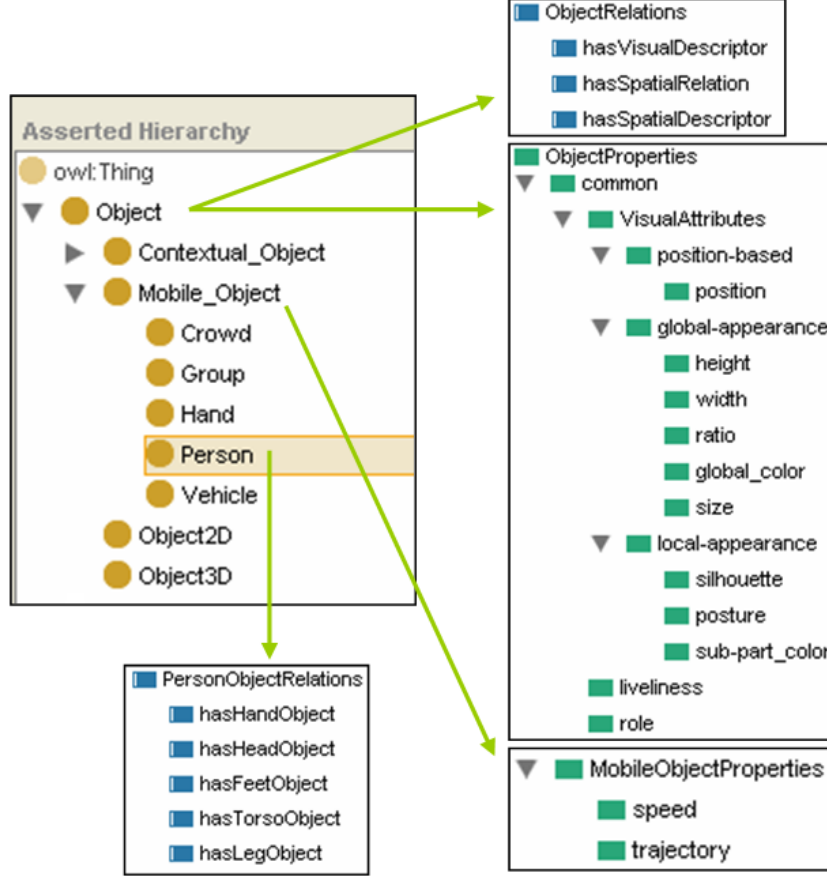 Asserted Hierarchy
owl:Thing
Object
Contextual_Object
Mobile_Object
Crowd
Group
Hand
Person
Vehicle
Object2D
Object3D
ObjectRelations
hasVisualDescriptor
hasSpatialRelation
hasSpatialDescriptor
ObjectProperties
common
VisualAttributes
position-based
position
global-appearance
height
width
ratio
global_color
size
local-appearance
silhouette
posture
sub-part_color
liveliness
role
MobileObjectProperties
speed
trajectory
PersonObjectRelations
hasHandObject
hasHeadObject
hasFeetObject
hasTorsoObject
hasLegObject